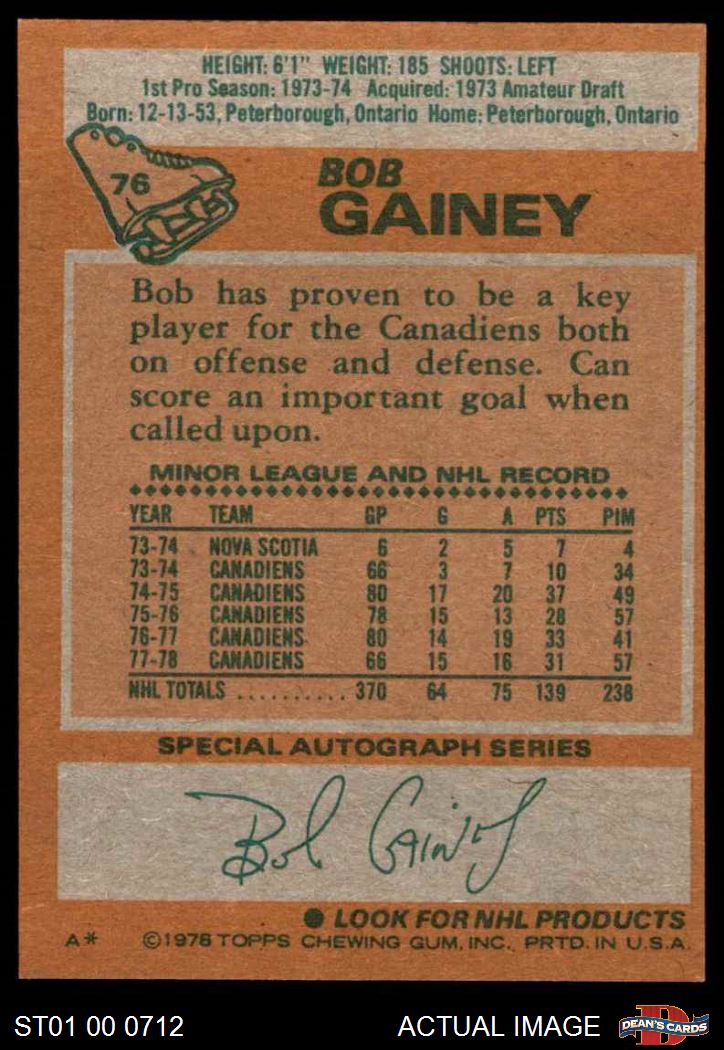 HEIGHT: 6'1" WEIGHT: 185 SHOOTS: LEFT
1st Pro Season: 1973-74 Acquired: 1973 Amateur Draft
Born: 12-13-53, Peterborough, Ontario Home: Peterborough, Ontario
76
BOB
GAINEY
Bob has proven to be a key
player for the Canadiens both
on offense and defense. Can
score an important goal when
called upon.
MINOR LEAGUE AND NHL RECORD
YEAR TEAM GP G A PTS PIM
73-74 NOVA SCOTIA 6 2 5 7 4
73-74 CANADIENS 66 3 7 10 34
74-75 CANADIENS 80 17 20 37 49
75-76 CANADIENS 78 15 13 28 57
76-77 CANADIENS 80 14 19 33 41
77-78 CANADIENS 66 15 16 31 57
NHL TOTALS .......... 370 64 75 139 238
SPECIAL AUTOGRAPH SERIES
Bob Gainey
● LOOK FOR NHL PRODUCTS
A* ©1978 TOPPS CHEWING GUM, INC. PRTD. IN U.S.A.
ST01 00 0712 ACTUAL IMAGE D DEAN'S CARDS